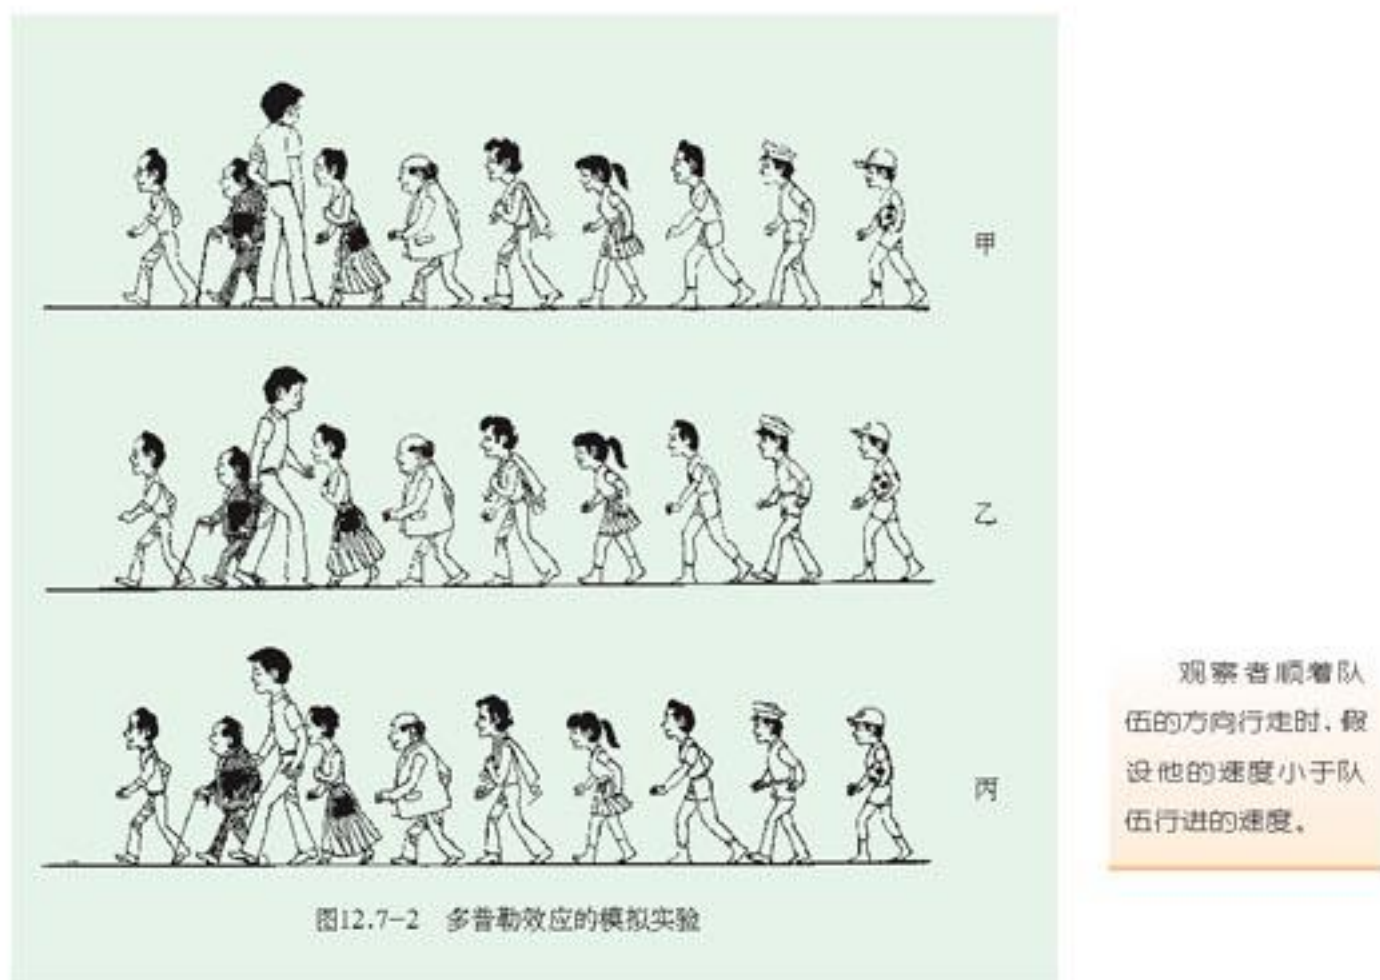 甲
乙
丙
图12.7-2 多普勒效应的模拟实验
观察者顺着队
伍的方向行走时，假
设他的速度小于队
伍行进的速度。